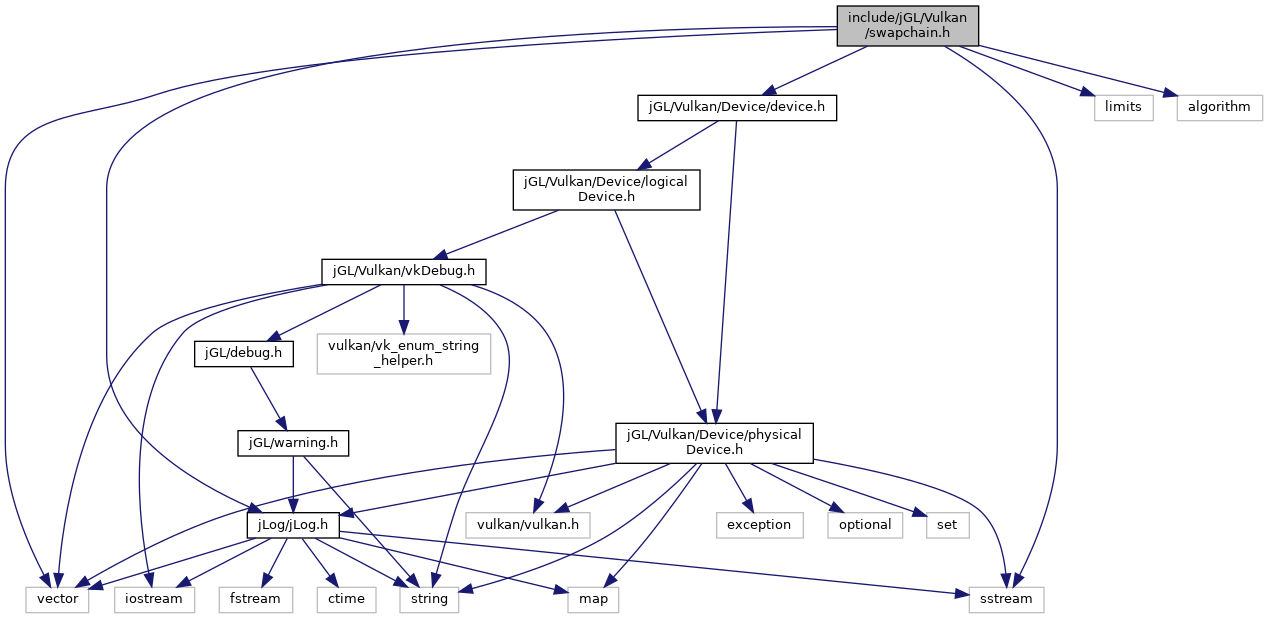 include/jGL/Vulkan
/swapchain.h
jGL/Vulkan/Device/device.h
limits
algorithm
jGL/Vulkan/Device/logical
Device.h
jGL/Vulkan/vkDebug.h
jGL/debug.h
vulkan/vk_enum_string
_helper.h
jGL/warning.h
jGL/Vulkan/Device/physical
Device.h
jLog/jLog.h
vulkan/vulkan.h
exception
optional
set
vector
iostream
fstream
ctime
string
map
sstream